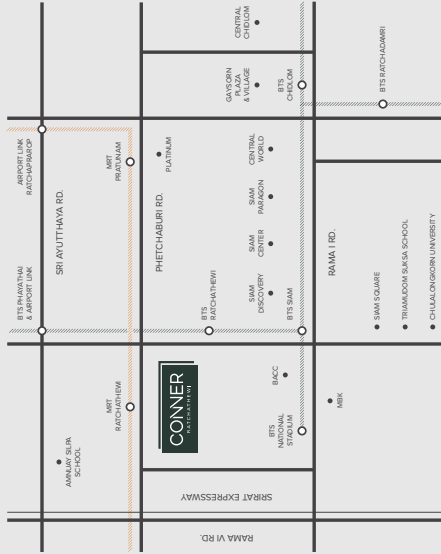 CENTRAL
CHIDLOM
GAYSORN
PLAZA
& VILLAGE
BTS
CHIDLOM
BTS RATCHADAMRI
AIRPORT LINK
RATCHAPRAROP
MRT
PRATUNAM
PLATINUM
CENTRAL
WORLD
SIAM
PARAGON
SRI AYUTTHAYA RD.
PHETCHABURI RD.
SIAM
CENTER
RAMA I RD.
BTS PHAYATHAI
& AIRPORT LINK
BTS
RATCHATHEWI
SIAM
DISCOVERY
BTS SIAM
SIAM SQUARE
TRIAMUDOM SUKSA SCHOOL
CHULALONGKORN UNIVERSITY
MRT
RATCHATHEWI
CONNER
RATCHATHEWI
BACC
MBK
AMNUAY SILPA
SCHOOL
BTS
NATIONAL
STADIUM
SRIRAT EXPRESSWAY
RAMA VI RD.